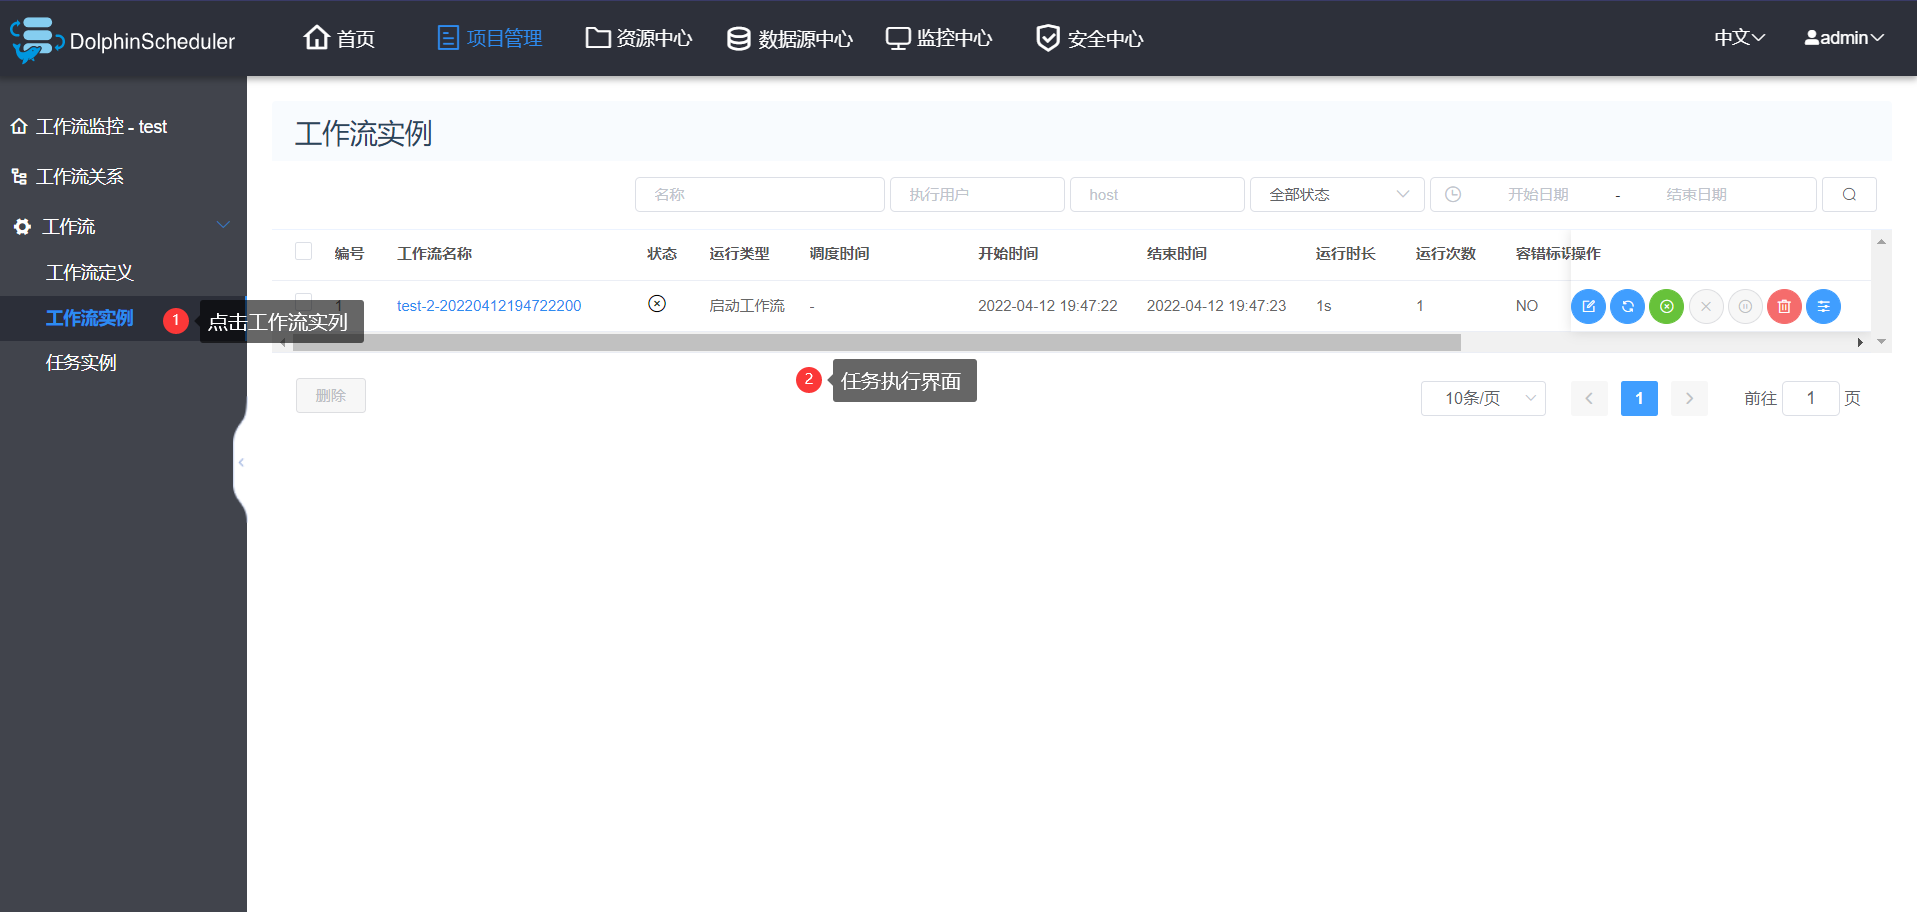 DolphinScheduler
首页
项目管理
资源中心
数据源中心
监控中心
安全中心
中文
admin
工作流监控 - test
工作流关系
工作流
工作流定义
工作流实例
1
点击工作流实列
任务实例
工作流实例
名称
执行用户
host
全部状态
开始日期
-
结束日期
编号
工作流名称
状态
运行类型
调度时间
开始时间
结束时间
运行时长
运行次数
容错标识
操作
1
test-2-20220412194722200
启动工作流
-
2022-04-12 19:47:22
2022-04-12 19:47:23
1s
1
NO
2
任务执行界面
删除
10条/页
1
前往
1
页